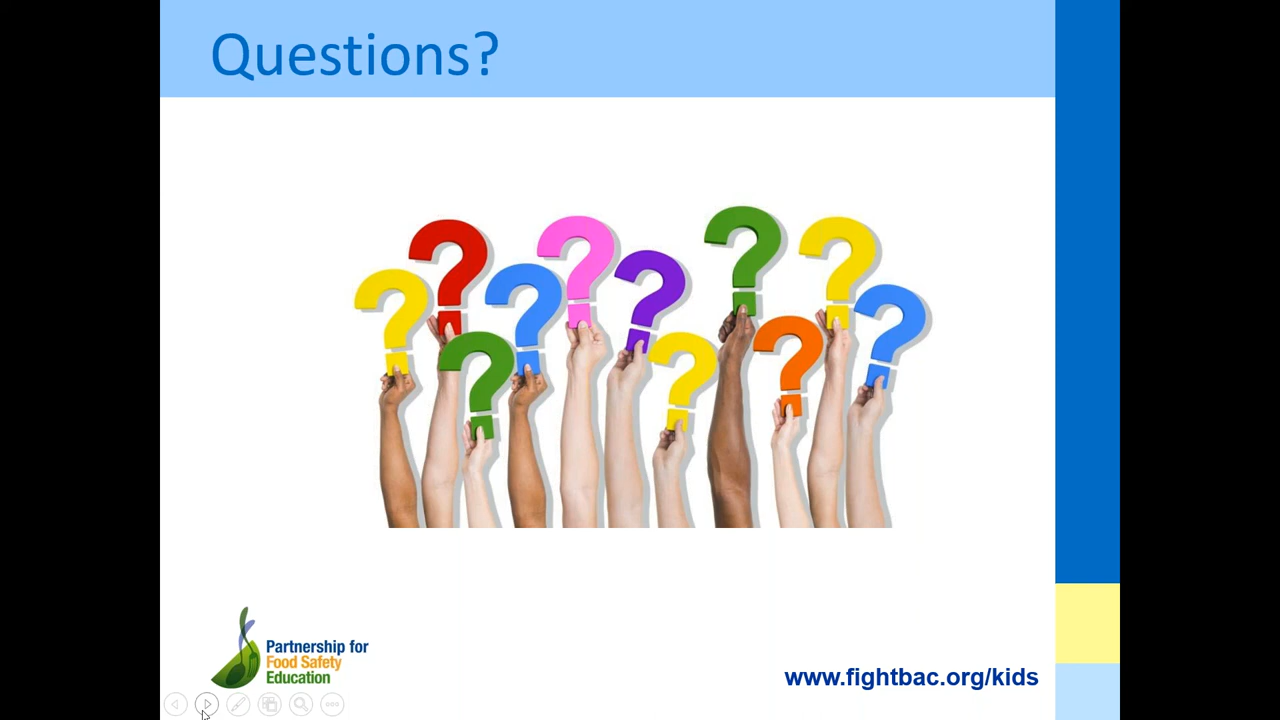 Questions?
Partnership for
Food Safety
Education
www.fightbac.org/kids